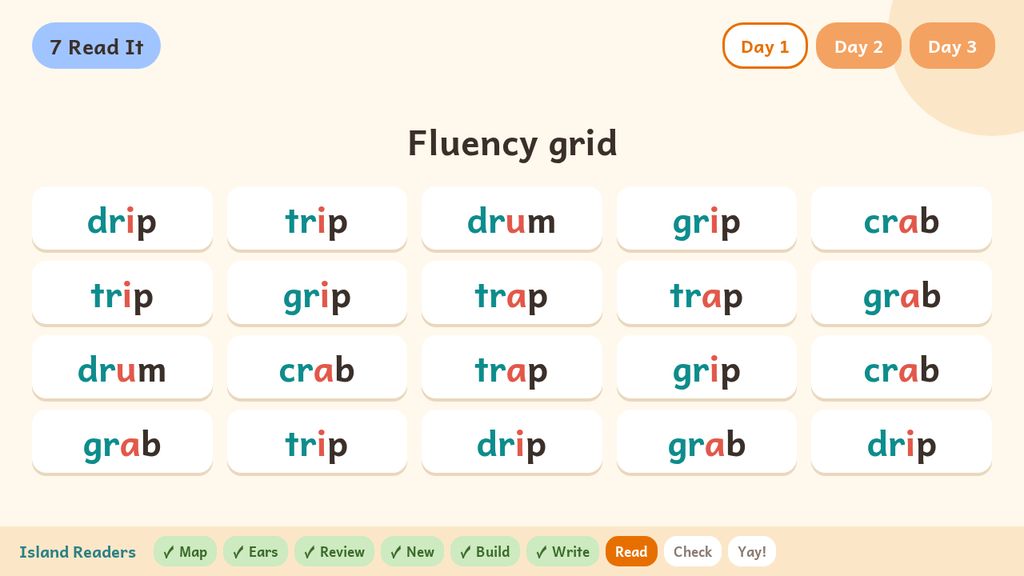 7 Read It
Day 1 Day 2 Day 3
Fluency grid
drip trip drum grip crab
trip grip trap trap grab
drum crab trap grip crab
grab trip drip grab drip
Island Readers ✓ Map ✓ Ears ✓ Review ✓ New ✓ Build ✓ Write Read Check Yay!